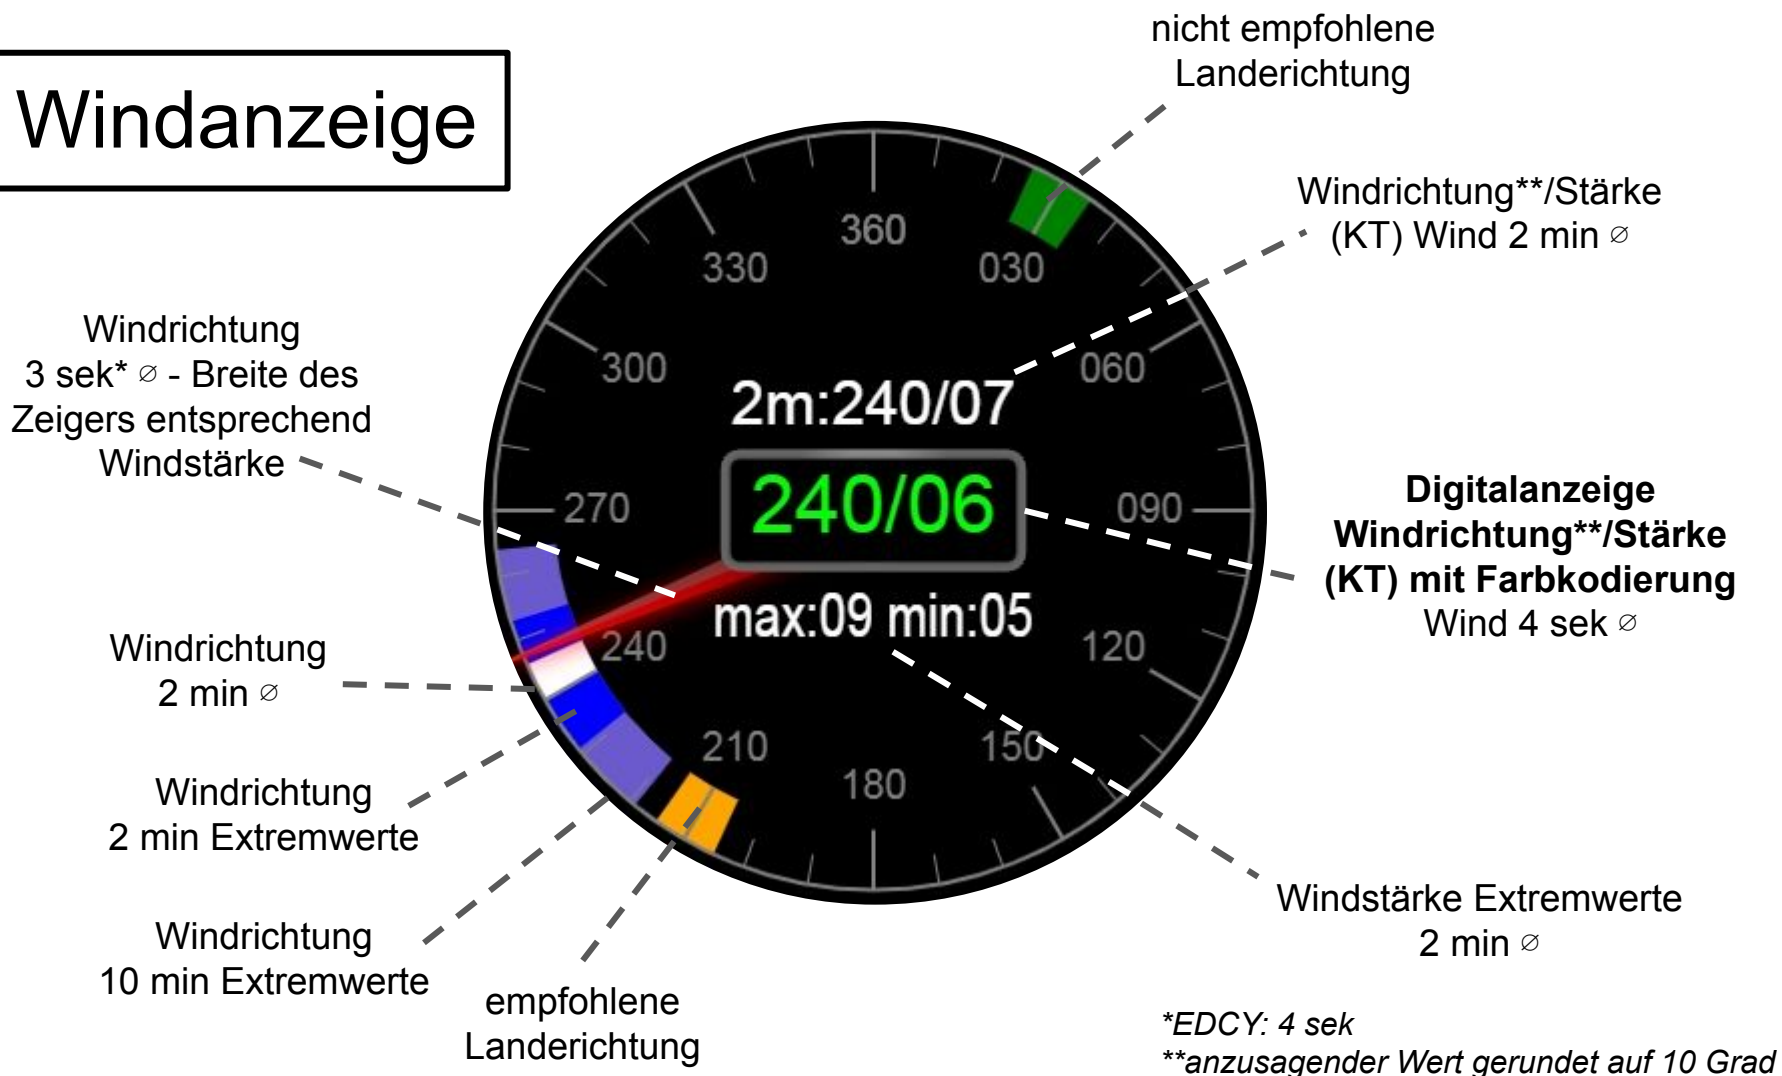 Windanzeige
nicht empfohlene
Landerichtung
Windrichtung**/Stärke
(KT) Wind 2 min ∅
Windrichtung
3 sek* ∅ - Breite des
Zeigers entsprechend
Windstärke
360
030
060
090
120
150
180
210
240
270
300
330
2m:240/07
240/06
max:09 min:05
Digitalanzeige
Windrichtung**/Stärke
(KT) mit Farbkodierung
Wind 4 sek ∅
Windrichtung
2 min ∅
Windrichtung
2 min Extremwerte
Windrichtung
10 min Extremwerte
empfohlene
Landerichtung
Windstärke Extremwerte
2 min ∅
*EDCY: 4 sek
**anzusagender Wert gerundet auf 10 Grad